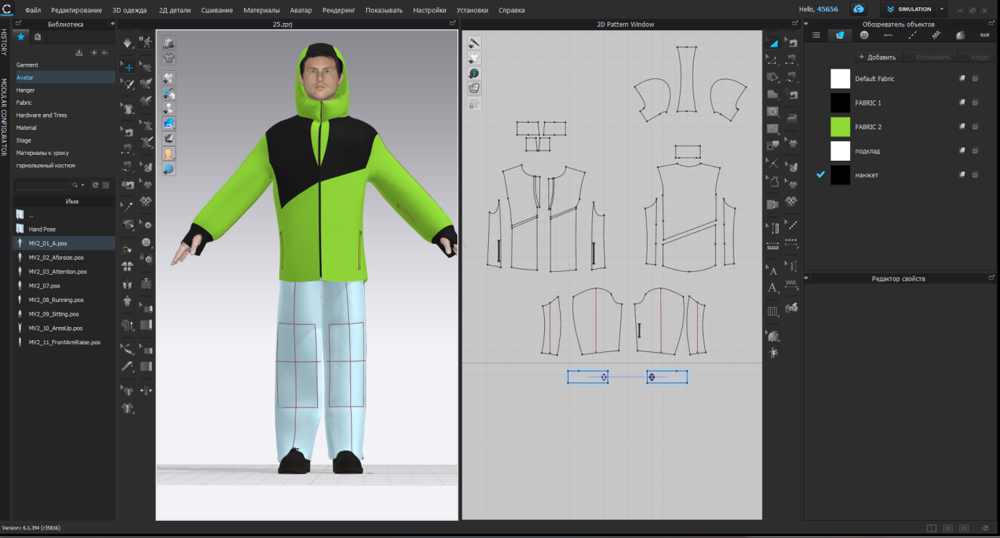 C
Файл Редактирование 3D одежда 2Д детали Сшивание Материалы Аватар Рендеринг Показывать Настройки Установки Справка
Hello, 45656
SIMULATION
HISTORY
MODULAR CONFIGURATOR
Библиотека
Garment
Avatar
Hanger
Fabric
Hardware and Trims
Material
Stage
Материалы к уроку
горнолыжный костюм
Имя
..
Hand Pose
MV2_01_A.pos
MV2_02_Aforsize.pos
MV2_03_Attention.pos
MV2_07.pos
MV2_08_Running.pos
MV2_09_Sitting.pos
MV2_10_ArmsUp.pos
MV2_11_FrontArmRaise.pos
25.zprj
2D Pattern Window
A
A
Обозреватель объектов
+ Добавить Копировать Assign
Default Fabric
FABRIC 1
FABRIC 2
подклад
манжет
Редактор свойств
Version: 6.1.394 (r35816)
3D 2D